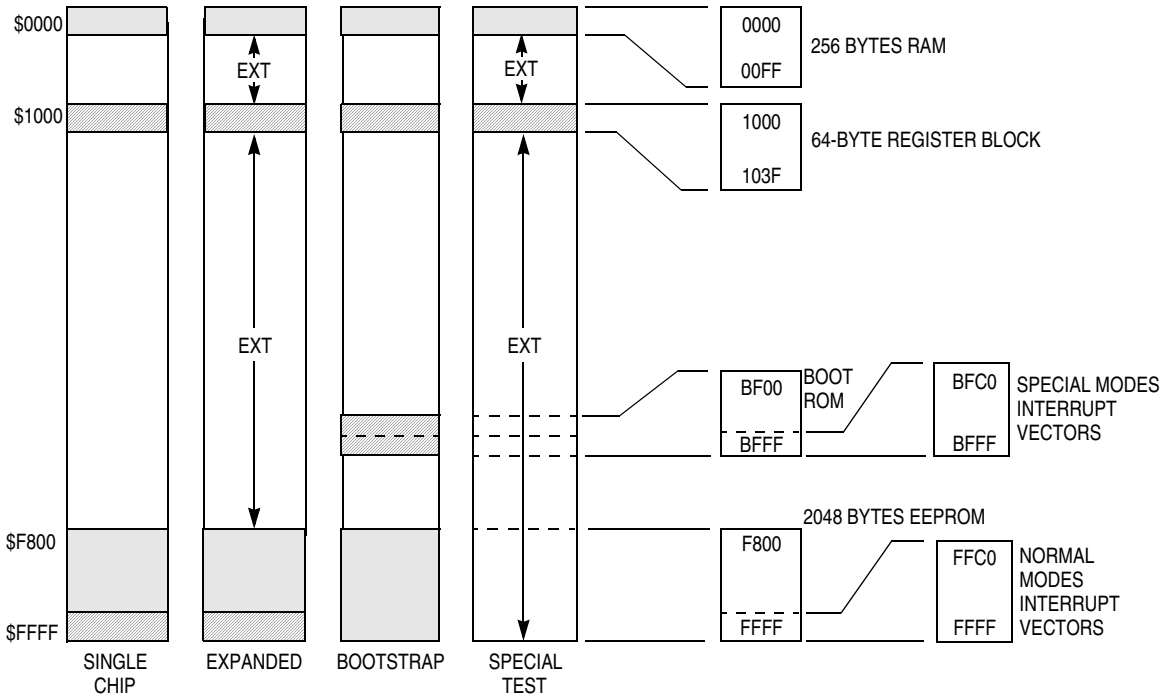 $0000
EXT
EXT
0000
00FF
256 BYTES RAM
$1000
1000
103F
64-BYTE REGISTER BLOCK
EXT
EXT
BF00
BFFF
BOOT
ROM
BFC0
BFFF
SPECIAL MODES
INTERRUPT
VECTORS
2048 BYTES EEPROM
$F800
F800
FFFF
FFC0
FFFF
NORMAL
MODES
INTERRUPT
VECTORS
$FFFF
SINGLE
CHIP
EXPANDED
BOOTSTRAP
SPECIAL
TEST